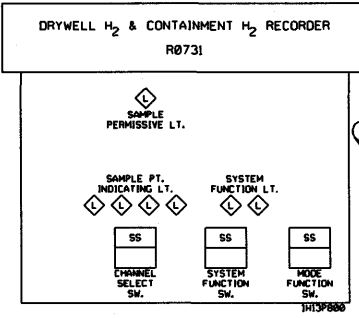 DRYWELL H2 & CONTAINMENT H2 RECORDER
R0731
L
SAMPLE
PERMISSIVE LT.
SAMPLE PT.
INDICATING LT.
SYSTEM
FUNCTION LT.
L L L L
L L
SS
SS
SS
CHANNEL
SELECT
SW.
SYSTEM
FUNCTION
SW.
MODE
FUNCTION
SW.
1H13P800